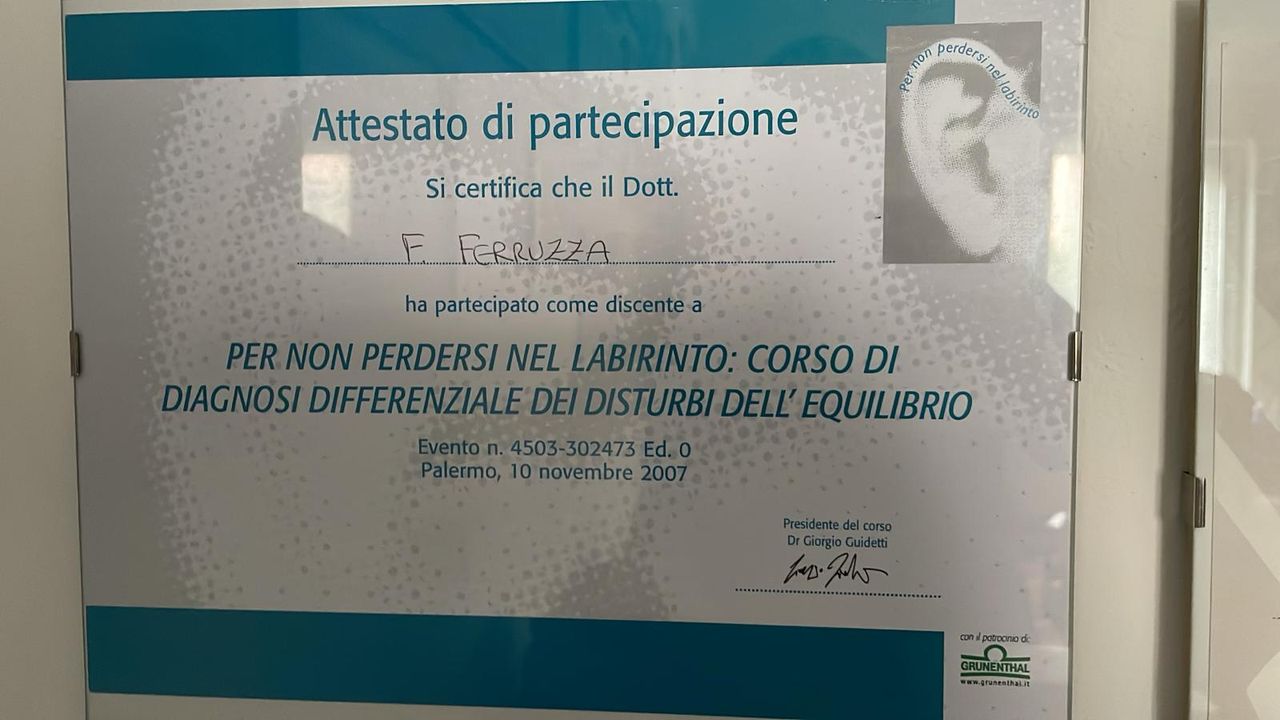 Per non perdersi nel labirinto
Attestato di partecipazione
Si certifica che il Dott.
F. FERRUZZA
ha partecipato come discente a
PER NON PERDERSI NEL LABIRINTO: CORSO DI
DIAGNOSI DIFFERENZIALE DEI DISTURBI DELL' EQUILIBRIO
Evento n. 4503-302473 Ed. 0
Palermo, 10 novembre 2007
Presidente del corso
Dr Giorgio Guidetti
con il patrocinio di:
GRUNENTHAL
www.grunenthal.it